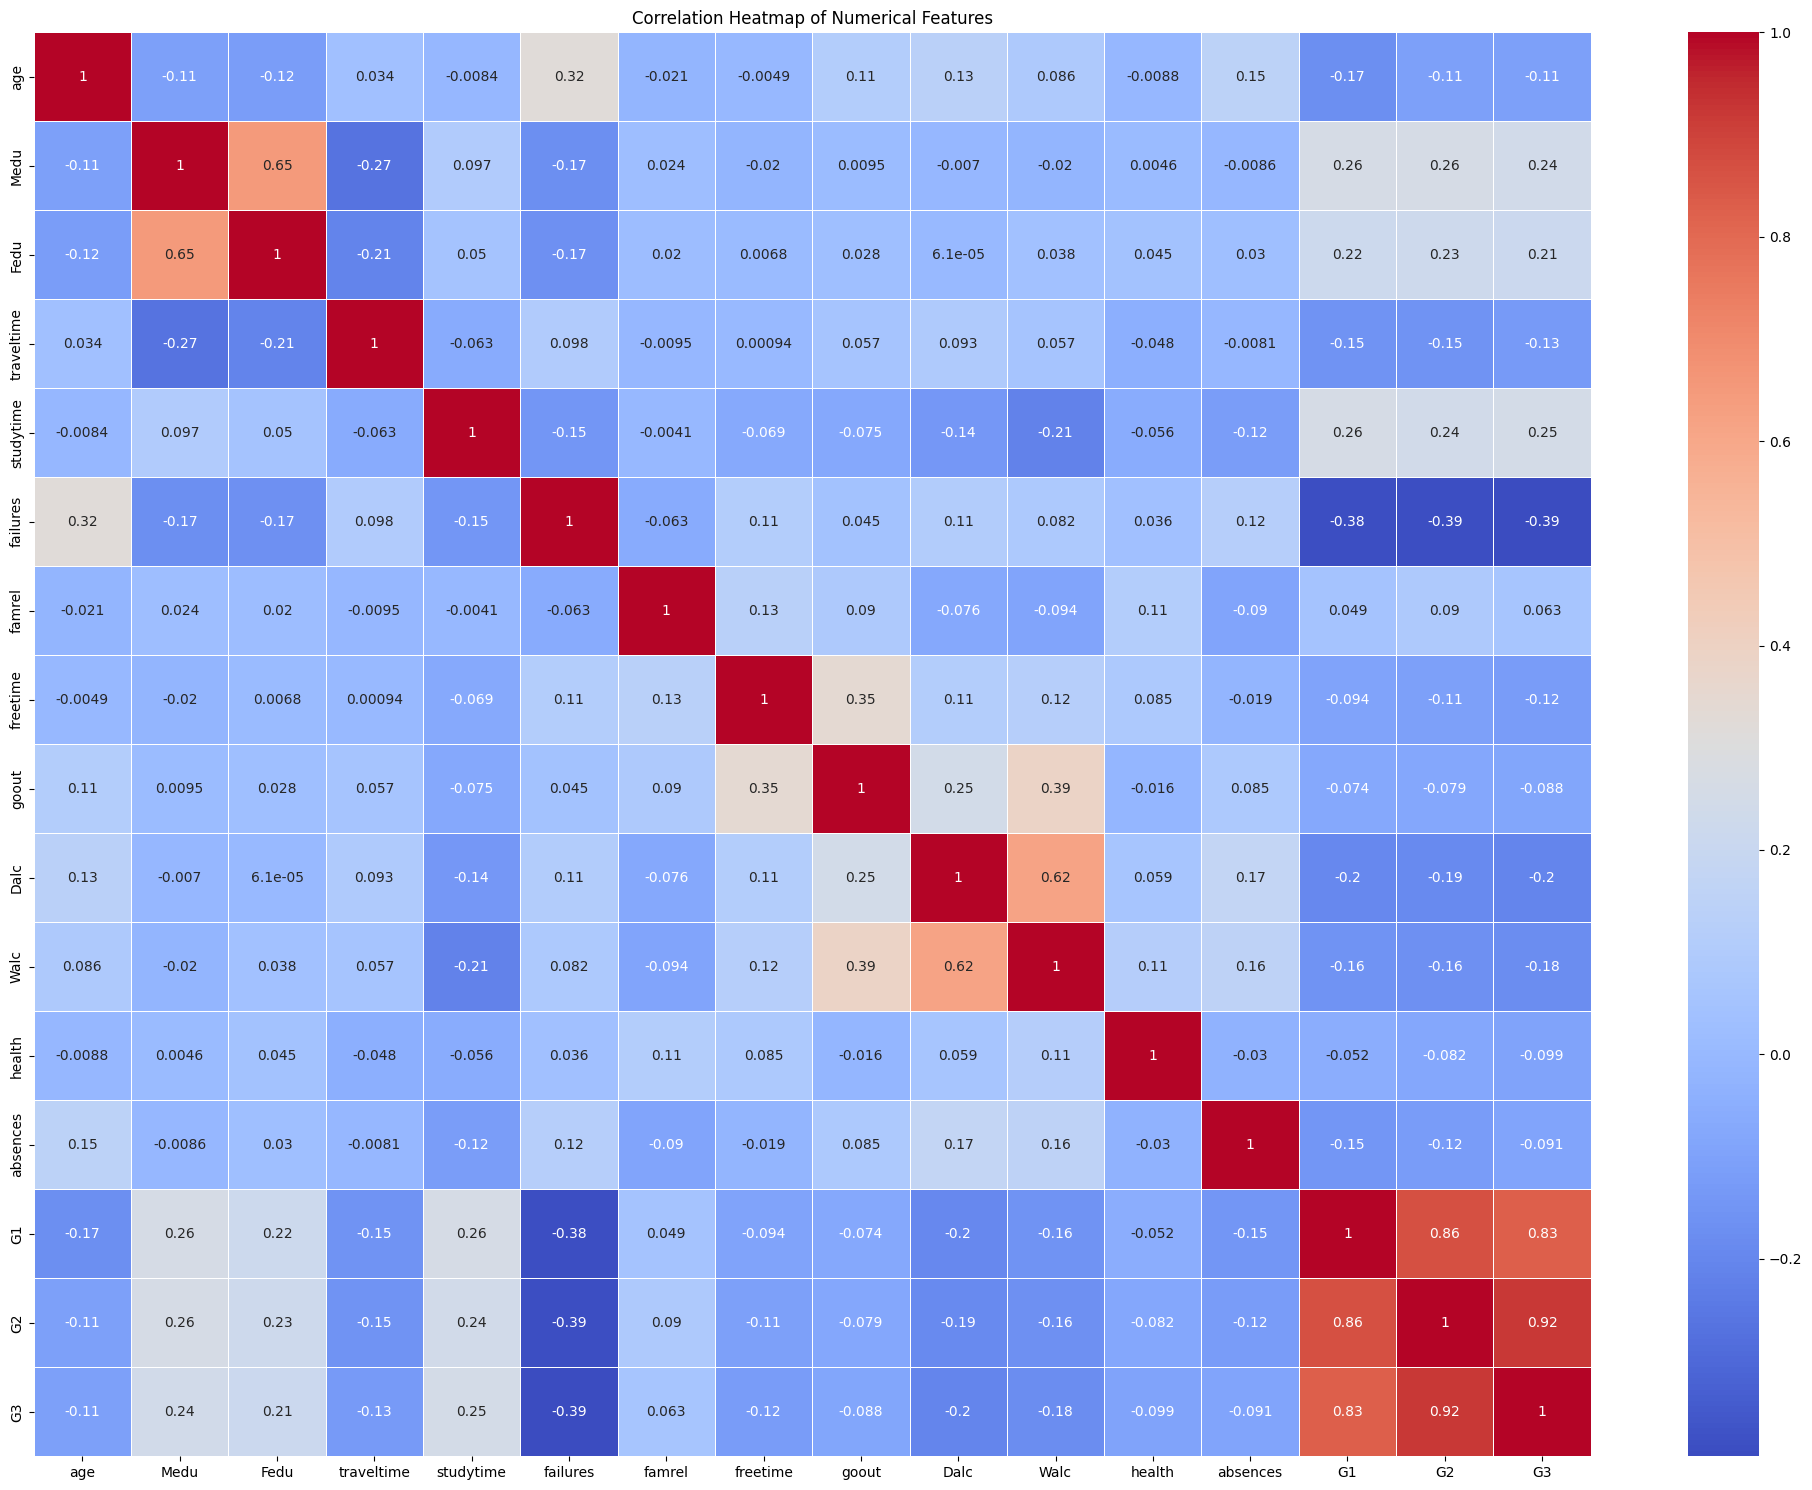 Correlation Heatmap of Numerical Features
age 1 -0.11 -0.12 0.034 -0.0084 0.32 -0.021 -0.0049 0.11 0.13 0.086 -0.0088 0.15 -0.17 -0.11 -0.11
Medu -0.11 1 0.65 -0.27 0.097 -0.17 0.024 -0.02 0.0095 -0.007 -0.02 0.0046 -0.0086 0.26 0.26 0.24
Fedu -0.12 0.65 1 -0.21 0.05 -0.17 0.02 0.0068 0.028 6.1e-05 0.038 0.045 0.03 0.22 0.23 0.21
traveltime 0.034 -0.27 -0.21 1 -0.063 0.098 -0.0095 0.00094 0.057 0.093 0.057 -0.048 -0.0081 -0.15 -0.15 -0.13
studytime -0.0084 0.097 0.05 -0.063 1 -0.15 -0.0041 -0.069 -0.075 -0.14 -0.21 -0.056 -0.12 0.26 0.24 0.25
failures 0.32 -0.17 -0.17 0.098 -0.15 1 -0.063 0.11 0.045 0.11 0.082 0.036 0.12 -0.38 -0.39 -0.39
famrel -0.021 0.024 0.02 -0.0095 -0.0041 -0.063 1 0.13 0.09 -0.076 -0.094 0.11 -0.09 0.049 0.09 0.063
freetime -0.0049 -0.02 0.0068 0.00094 -0.069 0.11 0.13 1 0.35 0.11 0.12 0.085 -0.019 -0.094 -0.11 -0.12
goout 0.11 0.0095 0.028 0.057 -0.075 0.045 0.09 0.35 1 0.25 0.39 -0.016 0.085 -0.074 -0.079 -0.088
Dalc 0.13 -0.007 6.1e-05 0.093 -0.14 0.11 -0.076 0.11 0.25 1 0.62 0.059 0.17 -0.2 -0.19 -0.2
Walc 0.086 -0.02 0.038 0.057 -0.21 0.082 -0.094 0.12 0.39 0.62 1 0.11 0.16 -0.16 -0.16 -0.18
health -0.0088 0.0046 0.045 -0.048 -0.056 0.036 0.11 0.085 -0.016 0.059 0.11 1 -0.03 -0.052 -0.082 -0.099
absences 0.15 -0.0086 0.03 -0.0081 -0.12 0.12 -0.09 -0.019 0.085 0.17 0.16 -0.03 1 -0.15 -0.12 -0.091
G1 -0.17 0.26 0.22 -0.15 0.26 -0.38 0.049 -0.094 -0.074 -0.2 -0.16 -0.052 -0.15 1 0.86 0.83
G2 -0.11 0.26 0.23 -0.15 0.24 -0.39 0.09 -0.11 -0.079 -0.19 -0.16 -0.082 -0.12 0.86 1 0.92
G3 -0.11 0.24 0.21 -0.13 0.25 -0.39 0.063 -0.12 -0.088 -0.2 -0.18 -0.099 -0.091 0.83 0.92 1
age Medu Fedu traveltime studytime failures famrel freetime goout Dalc Walc health absences G1 G2 G3
1.0
0.8
0.6
0.4
0.2
0.0
−0.2